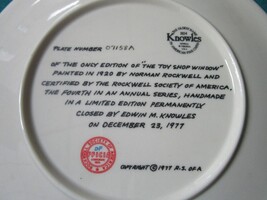 Knowles
PLATE NUMBER
OF THE ONLY EDITION OF "THE TOY SHOP WINDOW"
PAINTED IN 1920 BY NORMAN ROCKWELL AND
CERTIFIED BY THE ROCKWELL SOCIETY OF AMERICA.
THE FOURTH IN AN ANNUAL SERIES, HANDMADE
IN A LIMITED EDITION PERMANENTLY
CLOSED BY EDWIN M. KNOWLES
ON DECEMBER 23, 1977
COPYRIGHT © 1977 R.S. OF A